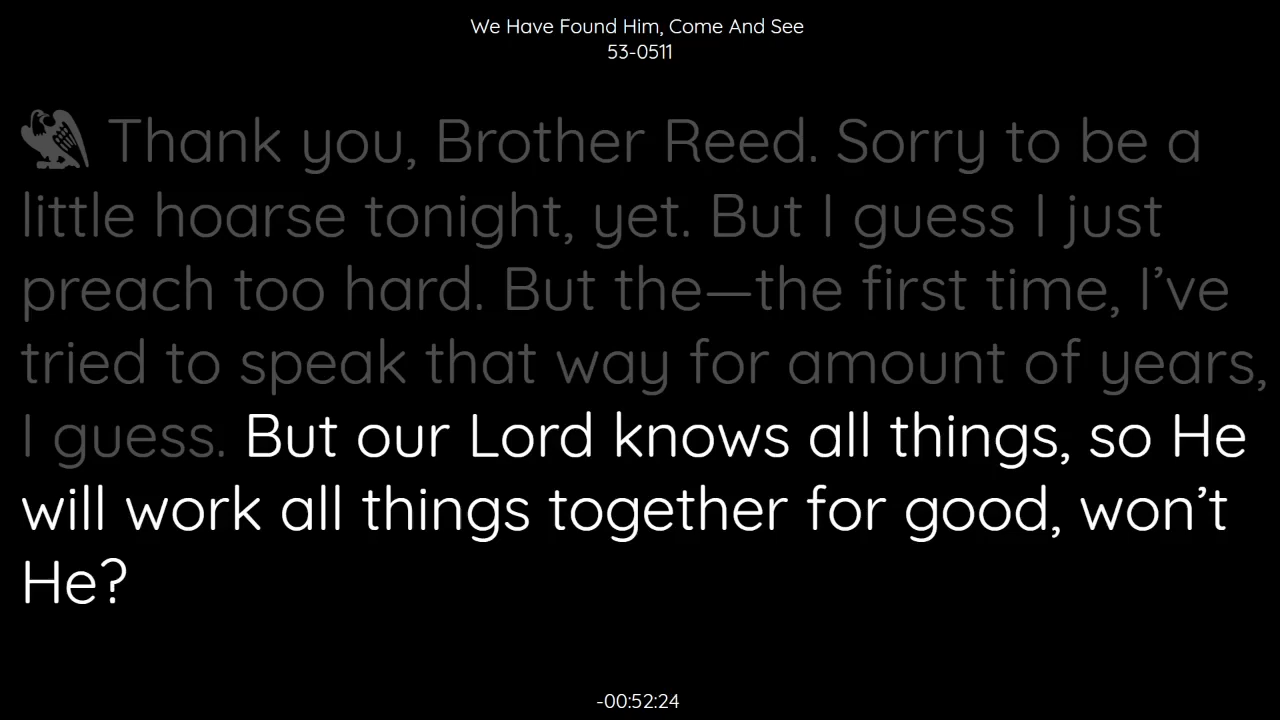 We Have Found Him, Come And See
53-0511
Thank you, Brother Reed. Sorry to be a
little hoarse tonight, yet. But I guess I just
preach too hard. But the—the first time, I’ve
tried to speak that way for amount of years,
I guess. But our Lord knows all things, so He
will work all things together for good, won’t
He?
-00:52:24